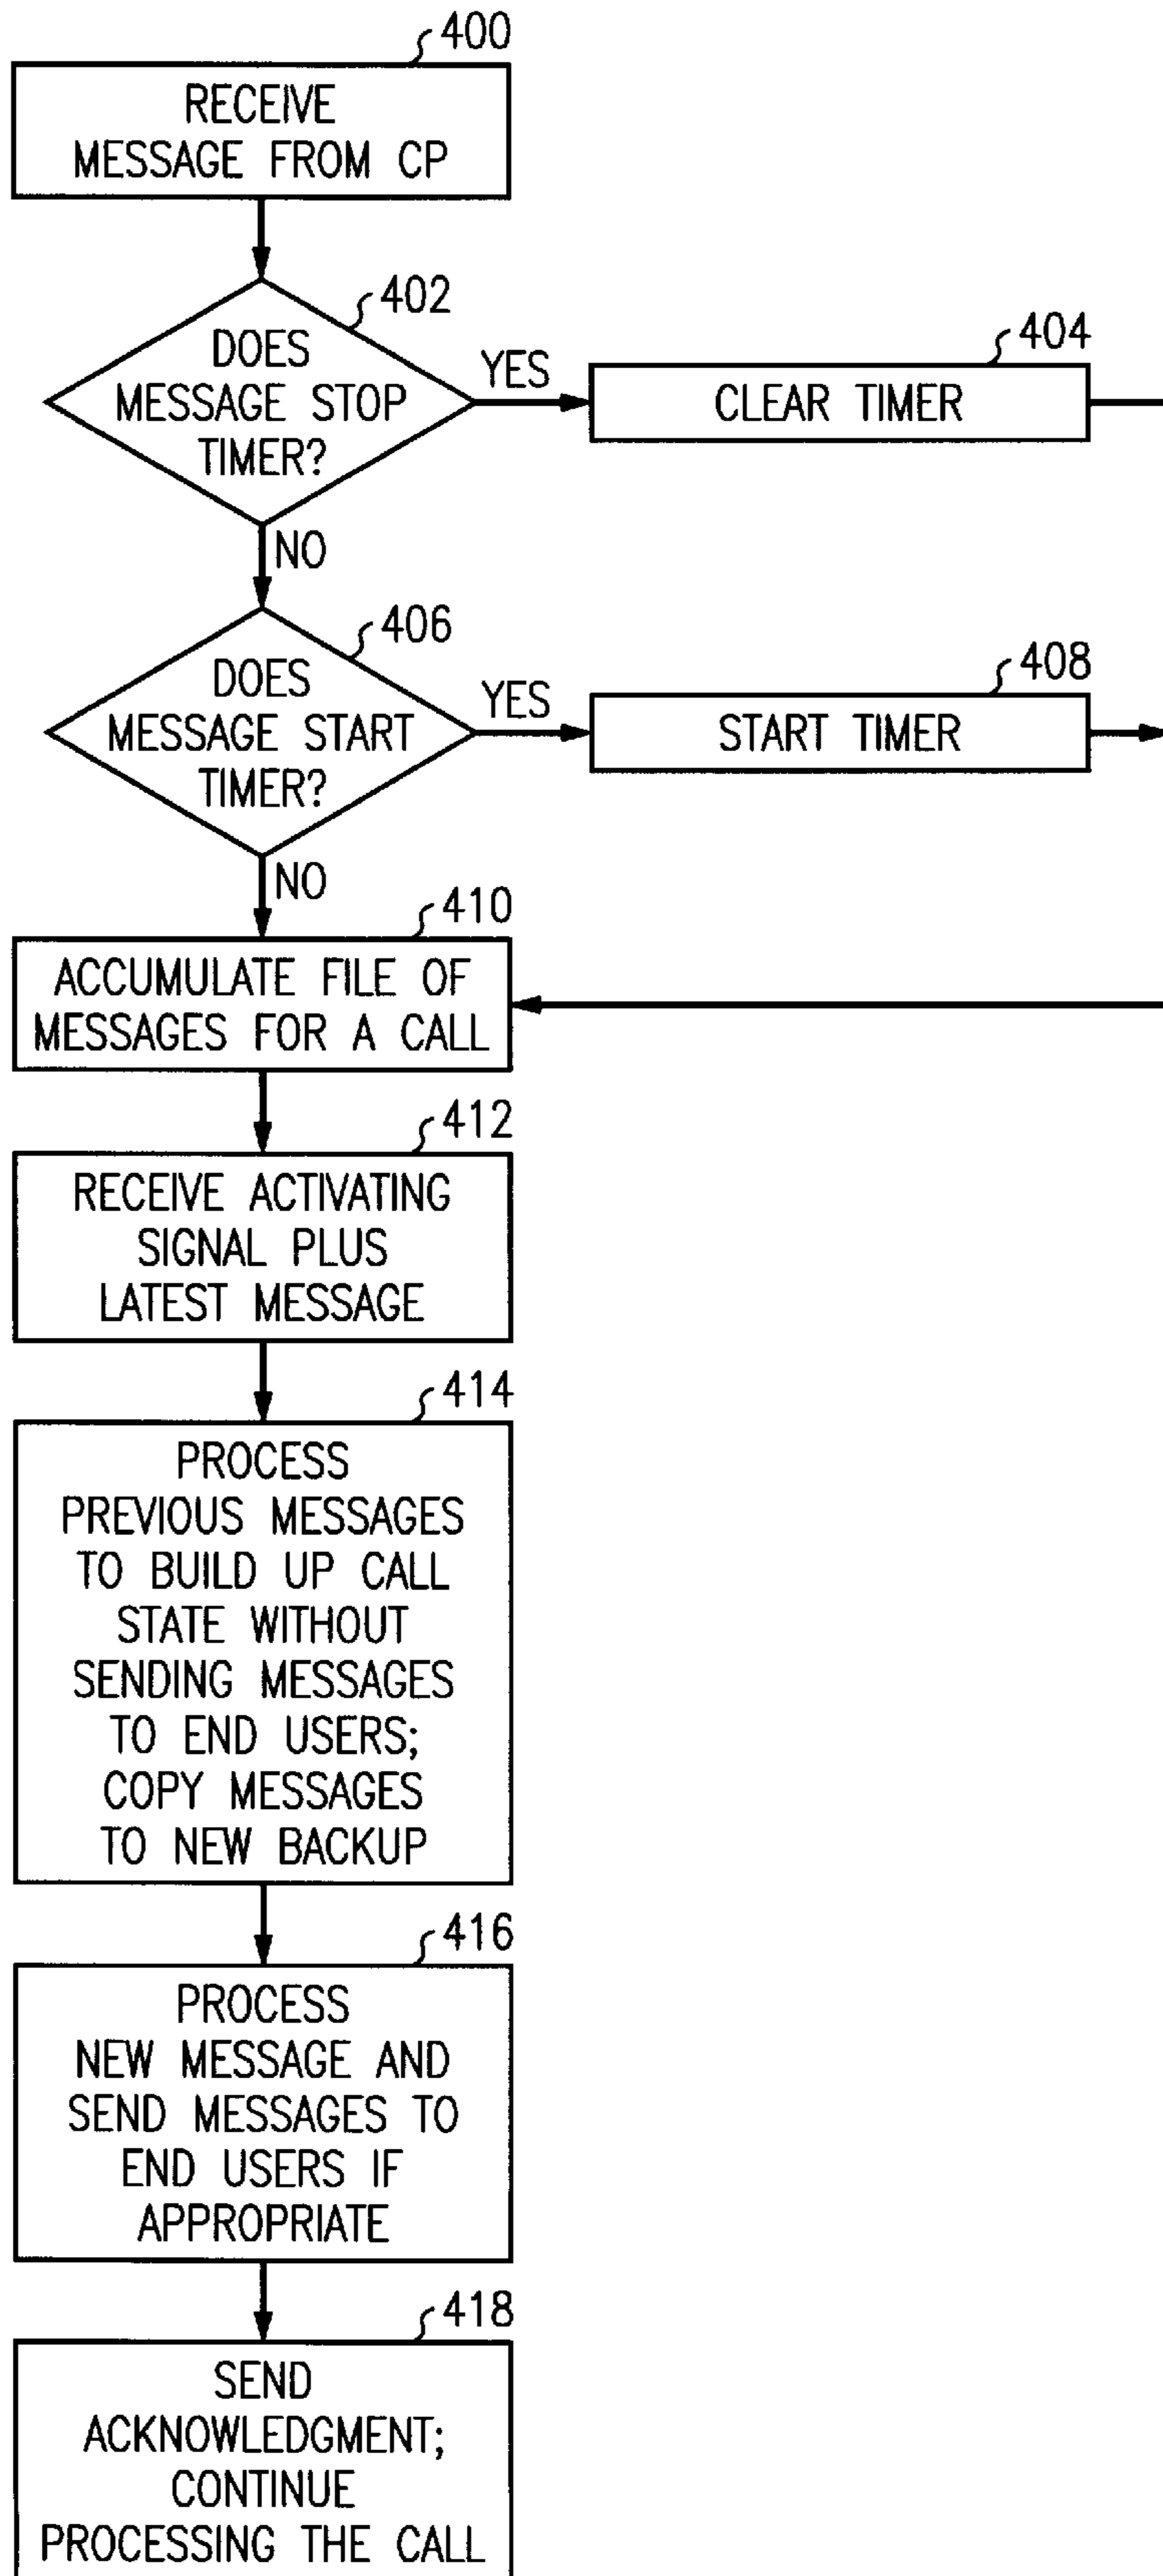 400
RECEIVE
MESSAGE FROM CP
402
DOES
MESSAGE STOP
TIMER?
YES
404
CLEAR TIMER
NO
406
DOES
MESSAGE START
TIMER?
YES
408
START TIMER
NO
410
ACCUMULATE FILE OF
MESSAGES FOR A CALL
412
RECEIVE ACTIVATING
SIGNAL PLUS
LATEST MESSAGE
414
PROCESS
PREVIOUS MESSAGES
TO BUILD UP CALL
STATE WITHOUT
SENDING MESSAGES
TO END USERS;
COPY MESSAGES
TO NEW BACKUP
416
PROCESS
NEW MESSAGE AND
SEND MESSAGES TO
END USERS IF
APPROPRIATE
418
SEND
ACKNOWLEDGMENT;
CONTINUE
PROCESSING THE CALL